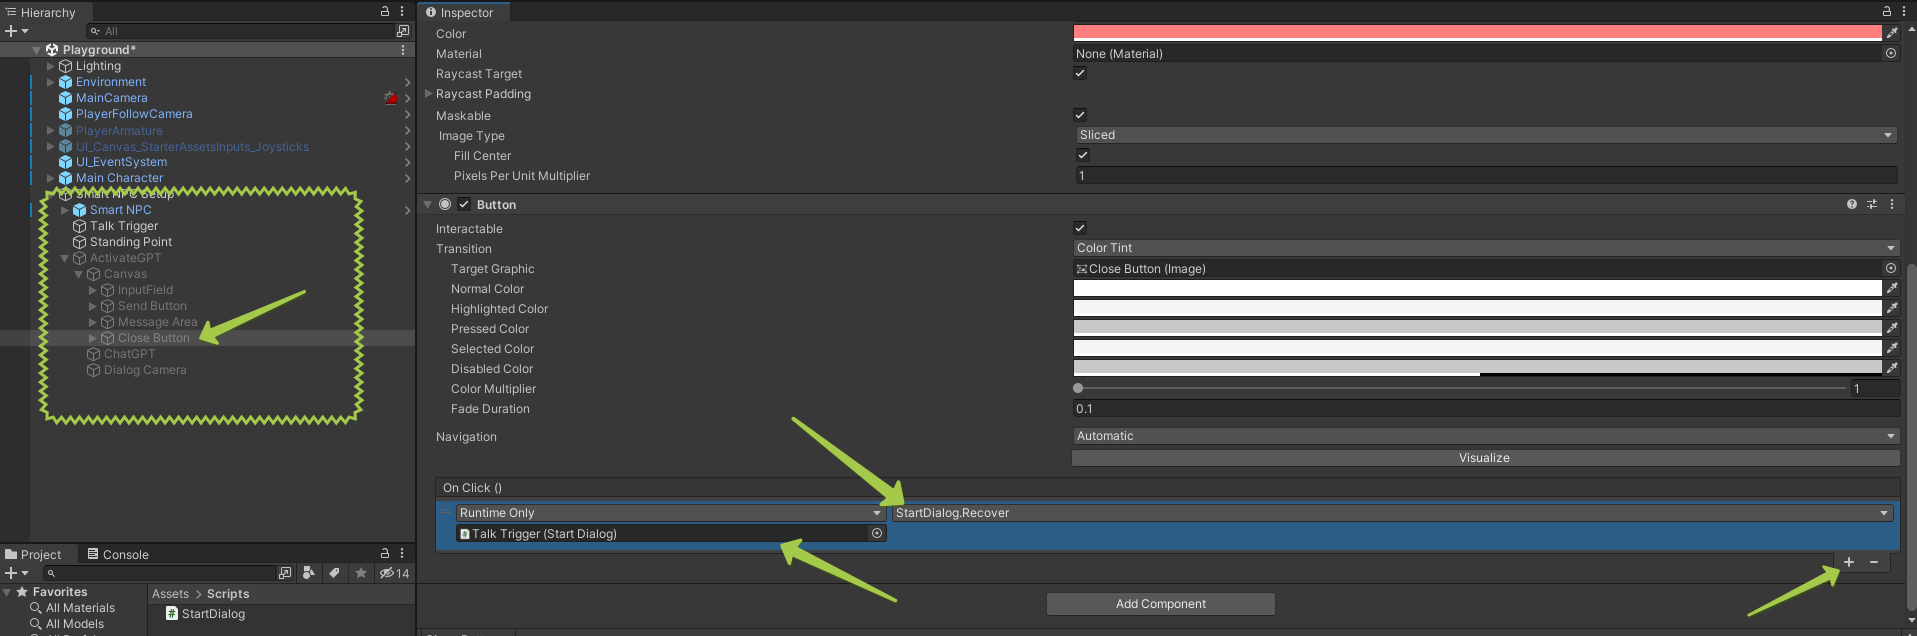 Hierarchy
All
Playground*
Lighting
Environment
MainCamera
PlayerFollowCamera
PlayerArmature
UI_Canvas_StarterAssetsInputs_Joysticks
UI_EventSystem
Main Character
Smart NPC Setup
Smart NPC
Talk Trigger
Standing Point
ActivateGPT
Canvas
InputField
Send Button
Message Area
Close Button
ChatGPT
Dialog Camera
Project
Console
14
Favorites
All Materials
All Models
Assets > Scripts
StartDialog
Inspector
Color
Material None (Material)
Raycast Target
Raycast Padding
Maskable
Image Type Sliced
Fill Center
Pixels Per Unit Multiplier 1
Button
Interactable
Transition Color Tint
Target Graphic Close Button (Image)
Normal Color
Highlighted Color
Pressed Color
Selected Color
Disabled Color
Color Multiplier 1
Fade Duration 0.1
Navigation Automatic
Visualize
On Click ()
Runtime Only StartDialog.Recover
Talk Trigger (Start Dialog)
Add Component